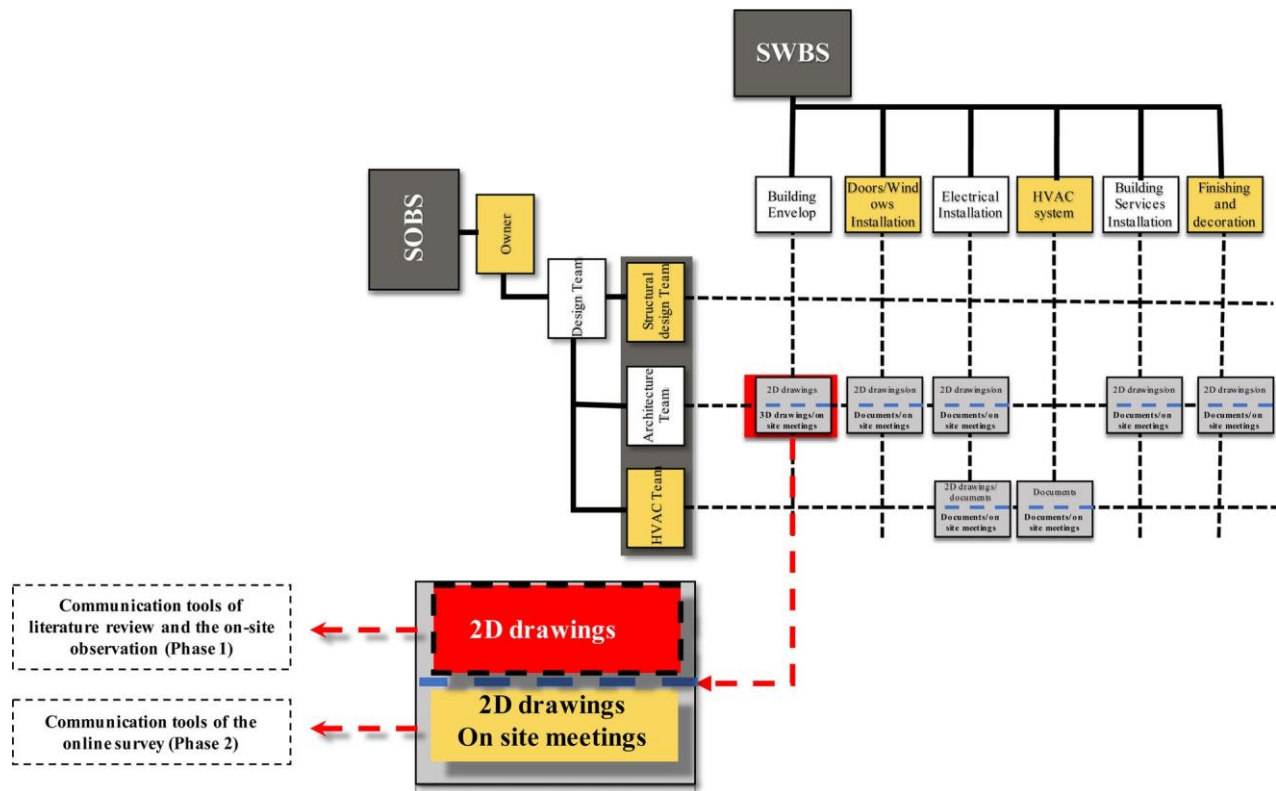 SWBS
Building
Envelop
Doors/Wind
ows
Installation
Electrical
Installation
HVAC
system
Building
Services
Installation
Finishing
and
decoration
SOBS
Owner
Design Team
Structural
design Team
Architecture
Team
HVAC Team
2D drawings
3D drawings/on
site meetings
2D drawings/on
Documents/on
site meetings
2D drawings/on
Documents/on
site meetings
2D drawings/on
Documents/on
site meetings
2D drawings/on
Documents/on
site meetings
2D drawings/
documents
Documents/on
site meetings
Documents
Documents/on
site meetings
Communication tools of
literature review and the on-site
observation (Phase 1)
2D drawings
Communication tools of the
online survey (Phase 2)
2D drawings
On site meetings